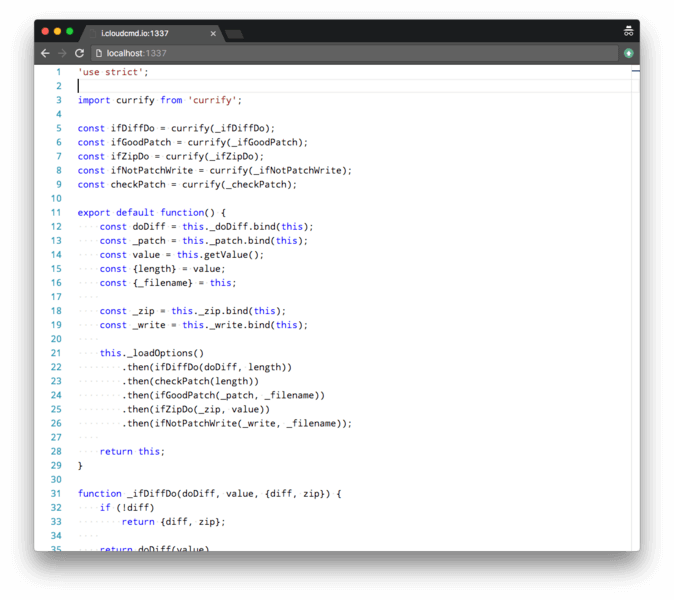 i.cloudcmd.io:1337
localhost:1337
1 'use strict';
2
3 import currify from 'currify';
4
5 const ifDiffDo = currify(_ifDiffDo);
6 const ifGoodPatch = currify(_ifGoodPatch);
7 const ifZipDo = currify(_ifZipDo);
8 const ifNotPatchWrite = currify(_ifNotPatchWrite);
9 const checkPatch = currify(_checkPatch);
10
11 export default function() {
12 const doDiff = this._doDiff.bind(this);
13 const _patch = this._patch.bind(this);
14 const value = this.getValue();
15 const {length} = value;
16 const {_filename} = this;
17
18 const _zip = this._zip.bind(this);
19 const _write = this._write.bind(this);
20
21 this._loadOptions()
22 .then(ifDiffDo(doDiff, length))
23 .then(checkPatch(length))
24 .then(ifGoodPatch(_patch, _filename))
25 .then(ifZipDo(_zip, value))
26 .then(ifNotPatchWrite(_write, _filename));
27
28 return this;
29 }
30
31 function _ifDiffDo(doDiff, value, {diff, zip}) {
32 if (!diff)
33 return {diff, zip};
34
35 return doDiff(value)